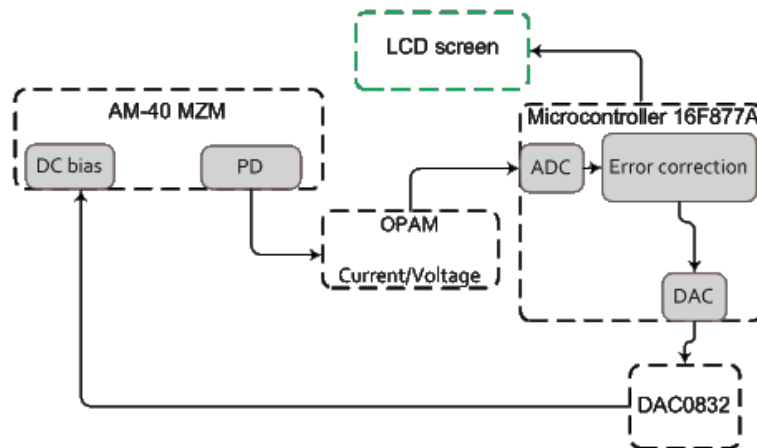 LCD screen
AM-40 MZM
Microcontroller 16F877A
DC bias
PD
ADC
Error correction
OPAM
Current/Voltage
DAC
DAC0832